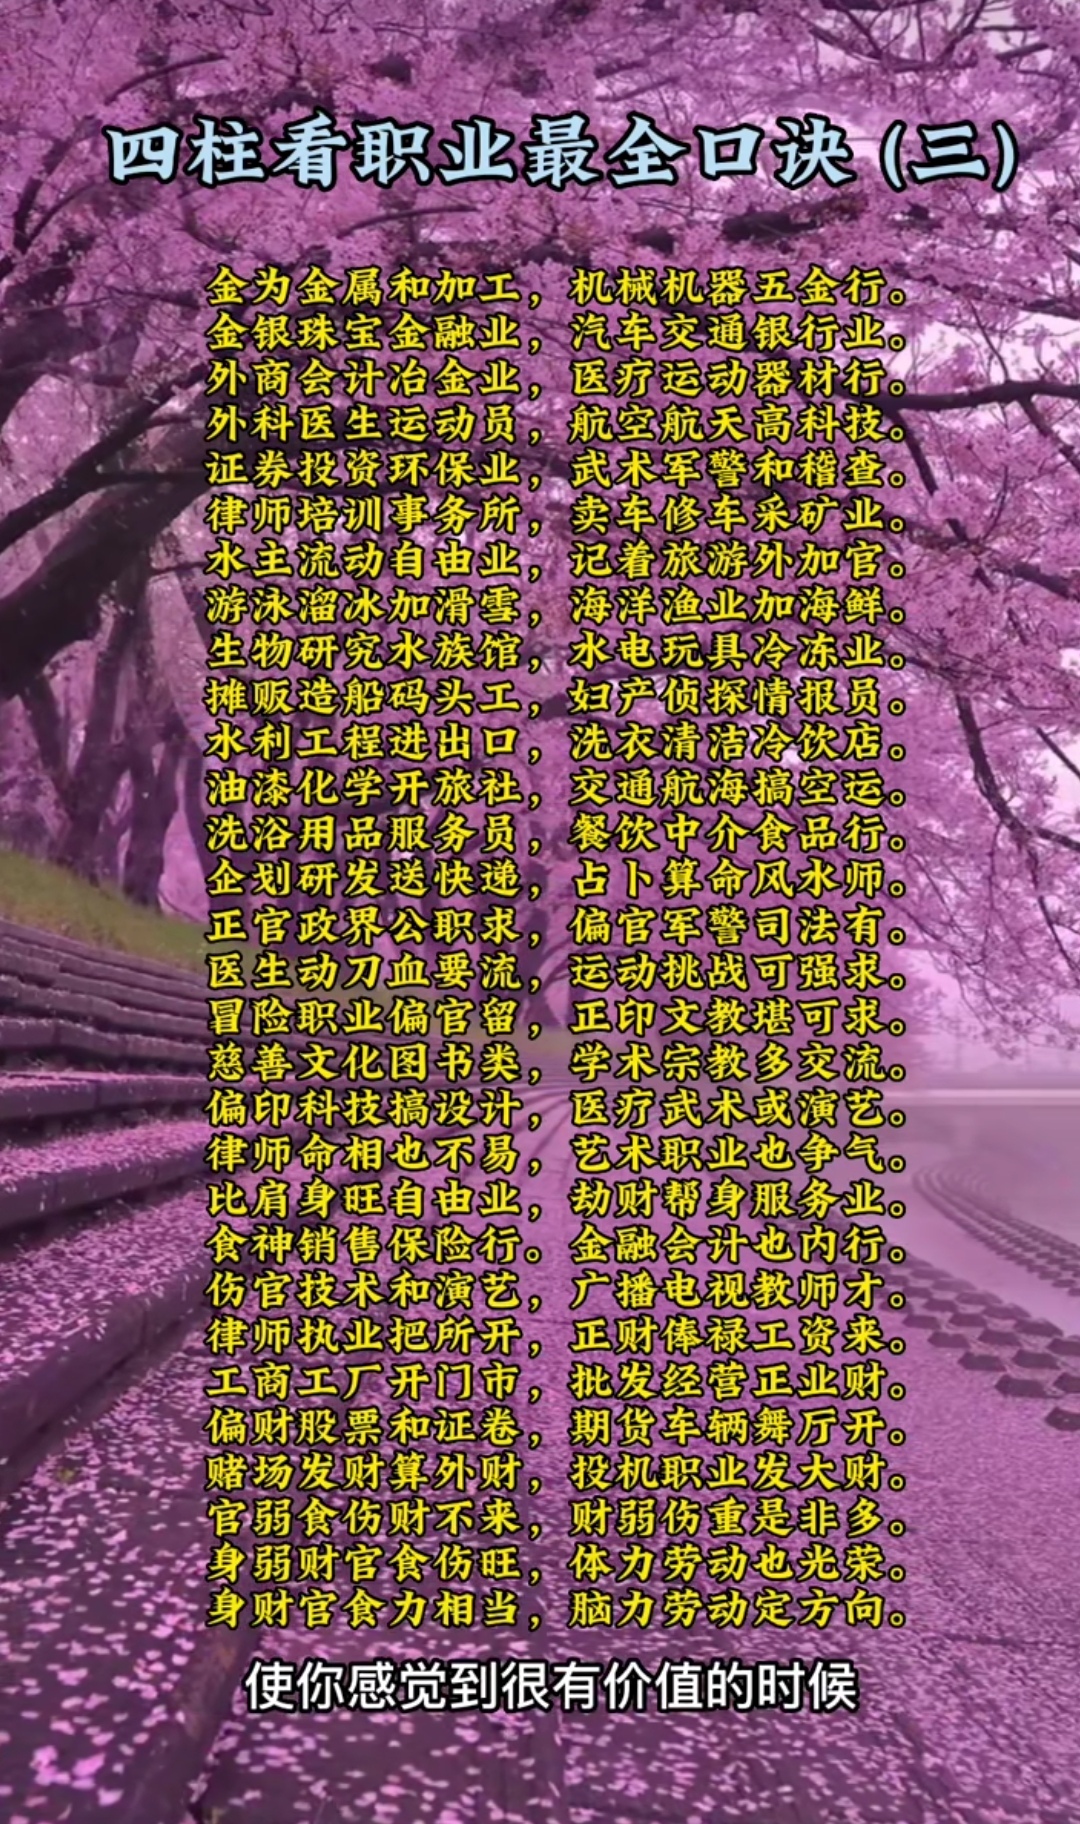 四柱看职业最全口诀(三)
金为金属和加工，机械机器五金行。
金银珠宝金融业，汽车交通银行业。
外商会计冶金业，医疗运动器材行。
外科医生运动员，航空航天高科技。
证券投资环保业，武术军警和稽查。
律师培训事务所，卖车修车采矿业。
水主流动自由业，记着旅游外加官。
游泳溜冰加滑雪，海洋渔业加海鲜。
生物研究水族馆，水电玩具冷冻业。
摊贩造船码头工，妇产侦探情报员。
水利工程进出口，洗衣清洁冷饮店。
油漆化学开旅社，交通航海搞空运。
洗浴用品服务员，餐饮中介食品行。
企划研发送快递，占卜算命风水师。
正官政界公职求，偏官军警司法有。
医生动刀血要流，运动挑战可强求。
冒险职业偏官留，正印文教堪可求。
慈善文化图书类，学术宗教多交流。
偏印科技搞设计，医疗武术或演艺。
律师命相也不易，艺术职业也争气。
比肩身旺自由业，劫财帮身服务业。
食神销售保险行。金融会计也内行。
伤官技术和演艺，广播电视教师才。
律师执业把所开，正财俸禄工资来。
工商工厂开门市，批发经营正业财。
偏财股票和证卷，期货车辆舞厅开。
赌场发财算外财，投机职业发大财。
官弱食伤财不来，财弱伤重是非多。
身弱财官食伤旺，体力劳动也光荣。
身财官食力相当，脑力劳动定方向。
使你感觉到很有价值的时候